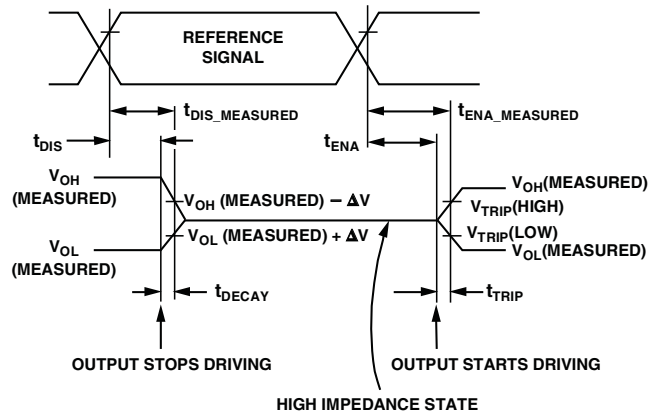 REFERENCE
SIGNAL
tDIS_MEASURED
tENA_MEASURED
tDIS
tENA
VOH
(MEASURED)
VOH (MEASURED) – ΔV
VOH(MEASURED)
VTRIP(HIGH)
VOL (MEASURED) + ΔV
VTRIP(LOW)
VOL
(MEASURED)
VOL(MEASURED)
tDECAY
tTRIP
OUTPUT STOPS DRIVING
OUTPUT STARTS DRIVING
HIGH IMPEDANCE STATE